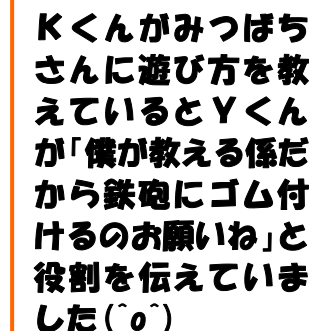 Ｋくんがみつばち
さんに遊び方を教
えているとＹくん
が「僕が教える係だ
から鉄砲にゴム付
けるのお願いね」と
役割を伝えていま
した(^o^)